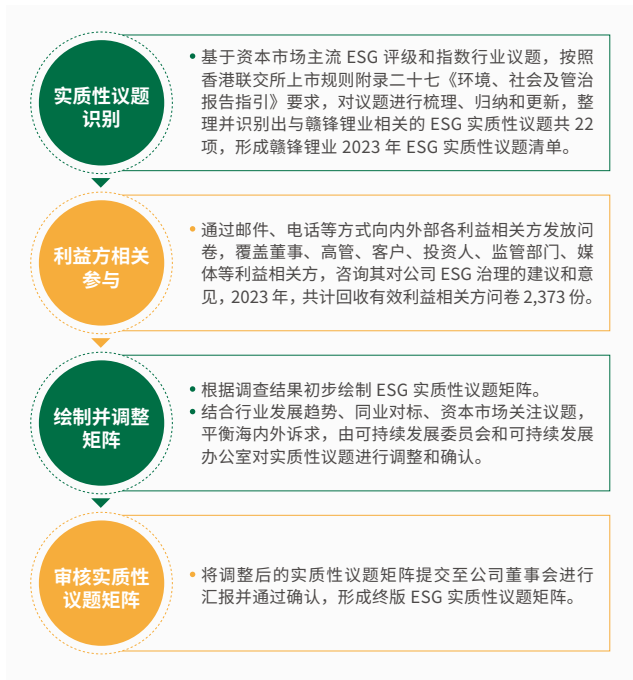 实质性议题
识别
• 基于资本市场主流 ESG 评级和指数行业议题，按照
香港联交所上市规则附录二十七《环境、社会及管治
报告指引》要求，对议题进行梳理、归纳和更新，整
理并识别出与赣锋锂业相关的 ESG 实质性议题共 22
项，形成赣锋锂业 2023 年 ESG 实质性议题清单。
利益方相关
参与
• 通过邮件、电话等方式向内外部各利益相关方发放问
卷，覆盖董事、高管、客户、投资人、监管部门、媒
体等利益相关方，咨询其对公司 ESG 治理的建议和意
见，2023 年，共计回收有效利益相关方问卷 2,373 份。
绘制并调整
矩阵
• 根据调查结果初步绘制 ESG 实质性议题矩阵。
• 结合行业发展趋势、同业对标、资本市场关注议题，
平衡海内外诉求，由可持续发展委员会和可持续发展
办公室对实质性议题进行调整和确认。
审核实质性
议题矩阵
• 将调整后的实质性议题矩阵提交至公司董事会进行
汇报并通过确认，形成终版 ESG 实质性议题矩阵。